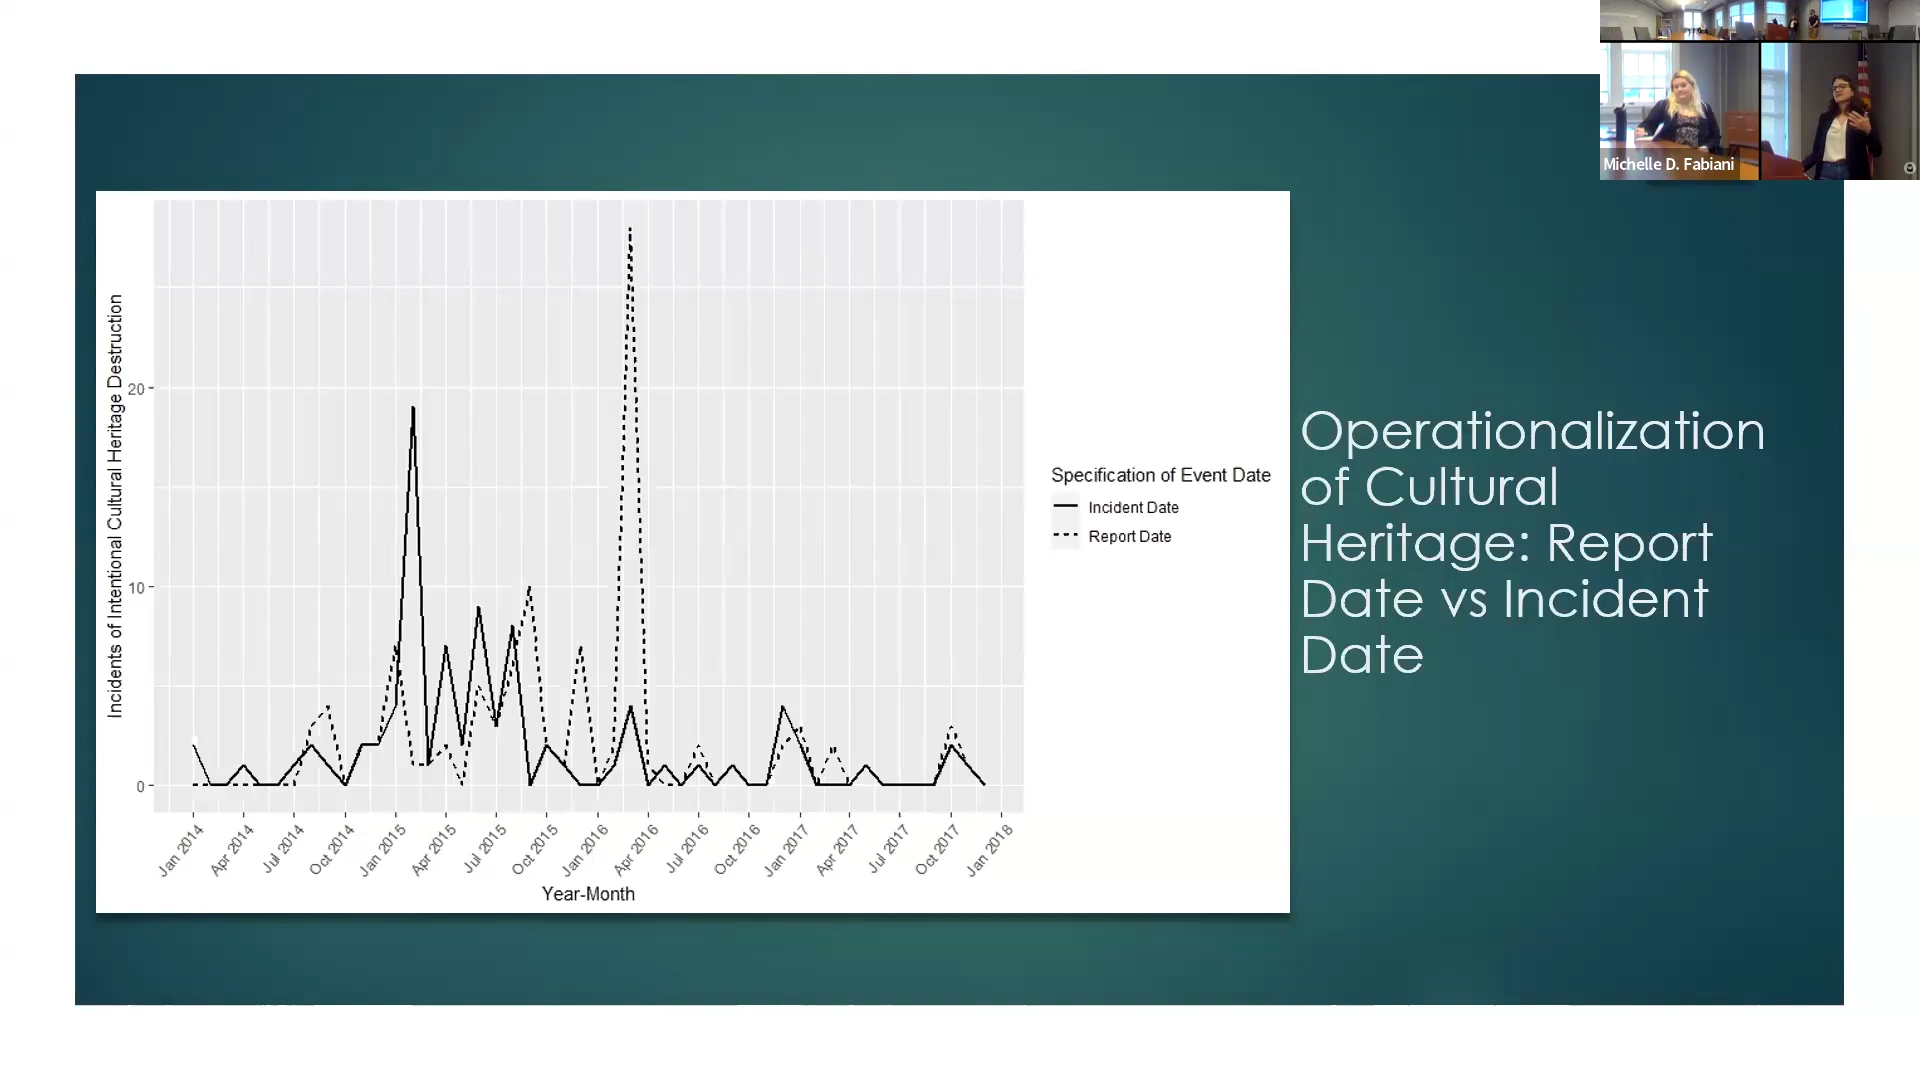 Michelle D. Fabiani
Incidents of Intentional Cultural Heritage Destruction
20
10
0
Jan 2014
Apr 2014
Jul 2014
Oct 2014
Jan 2015
Apr 2015
Jul 2015
Oct 2015
Jan 2016
Apr 2016
Jul 2016
Oct 2016
Jan 2017
Apr 2017
Jul 2017
Oct 2017
Jan 2018
Year-Month
Specification of Event Date
Incident Date
Report Date
Operationalization
of Cultural
Heritage: Report
Date vs Incident
Date